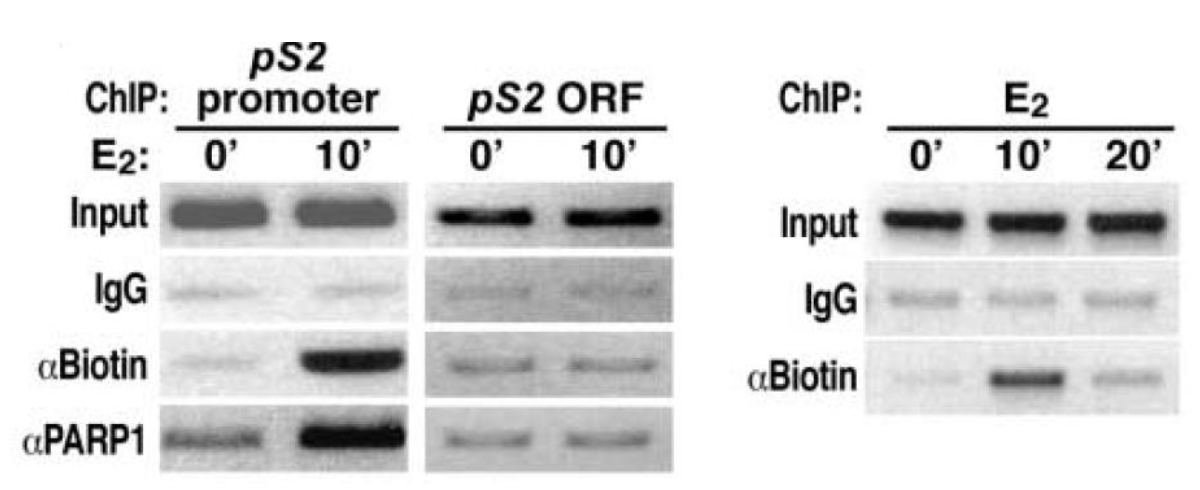 pS2
ChIP: promoter pS2 ORF
E2: 0’ 10’ 0’ 10’
Input
IgG
αBiotin
αPARP1
ChIP: E2
0’ 10’ 20’
Input
IgG
αBiotin